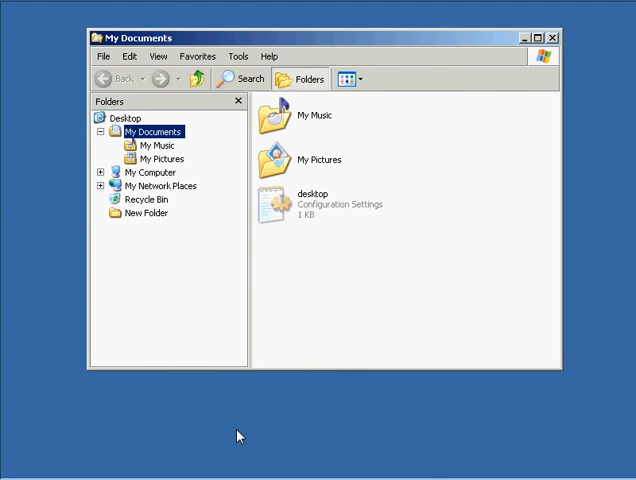 My Documents
File Edit View Favorites Tools Help
Back Search Folders
Folders
Desktop
My Documents
My Music
My Pictures
My Computer
My Network Places
Recycle Bin
New Folder
My Music
My Pictures
desktop
Configuration Settings
1 KB